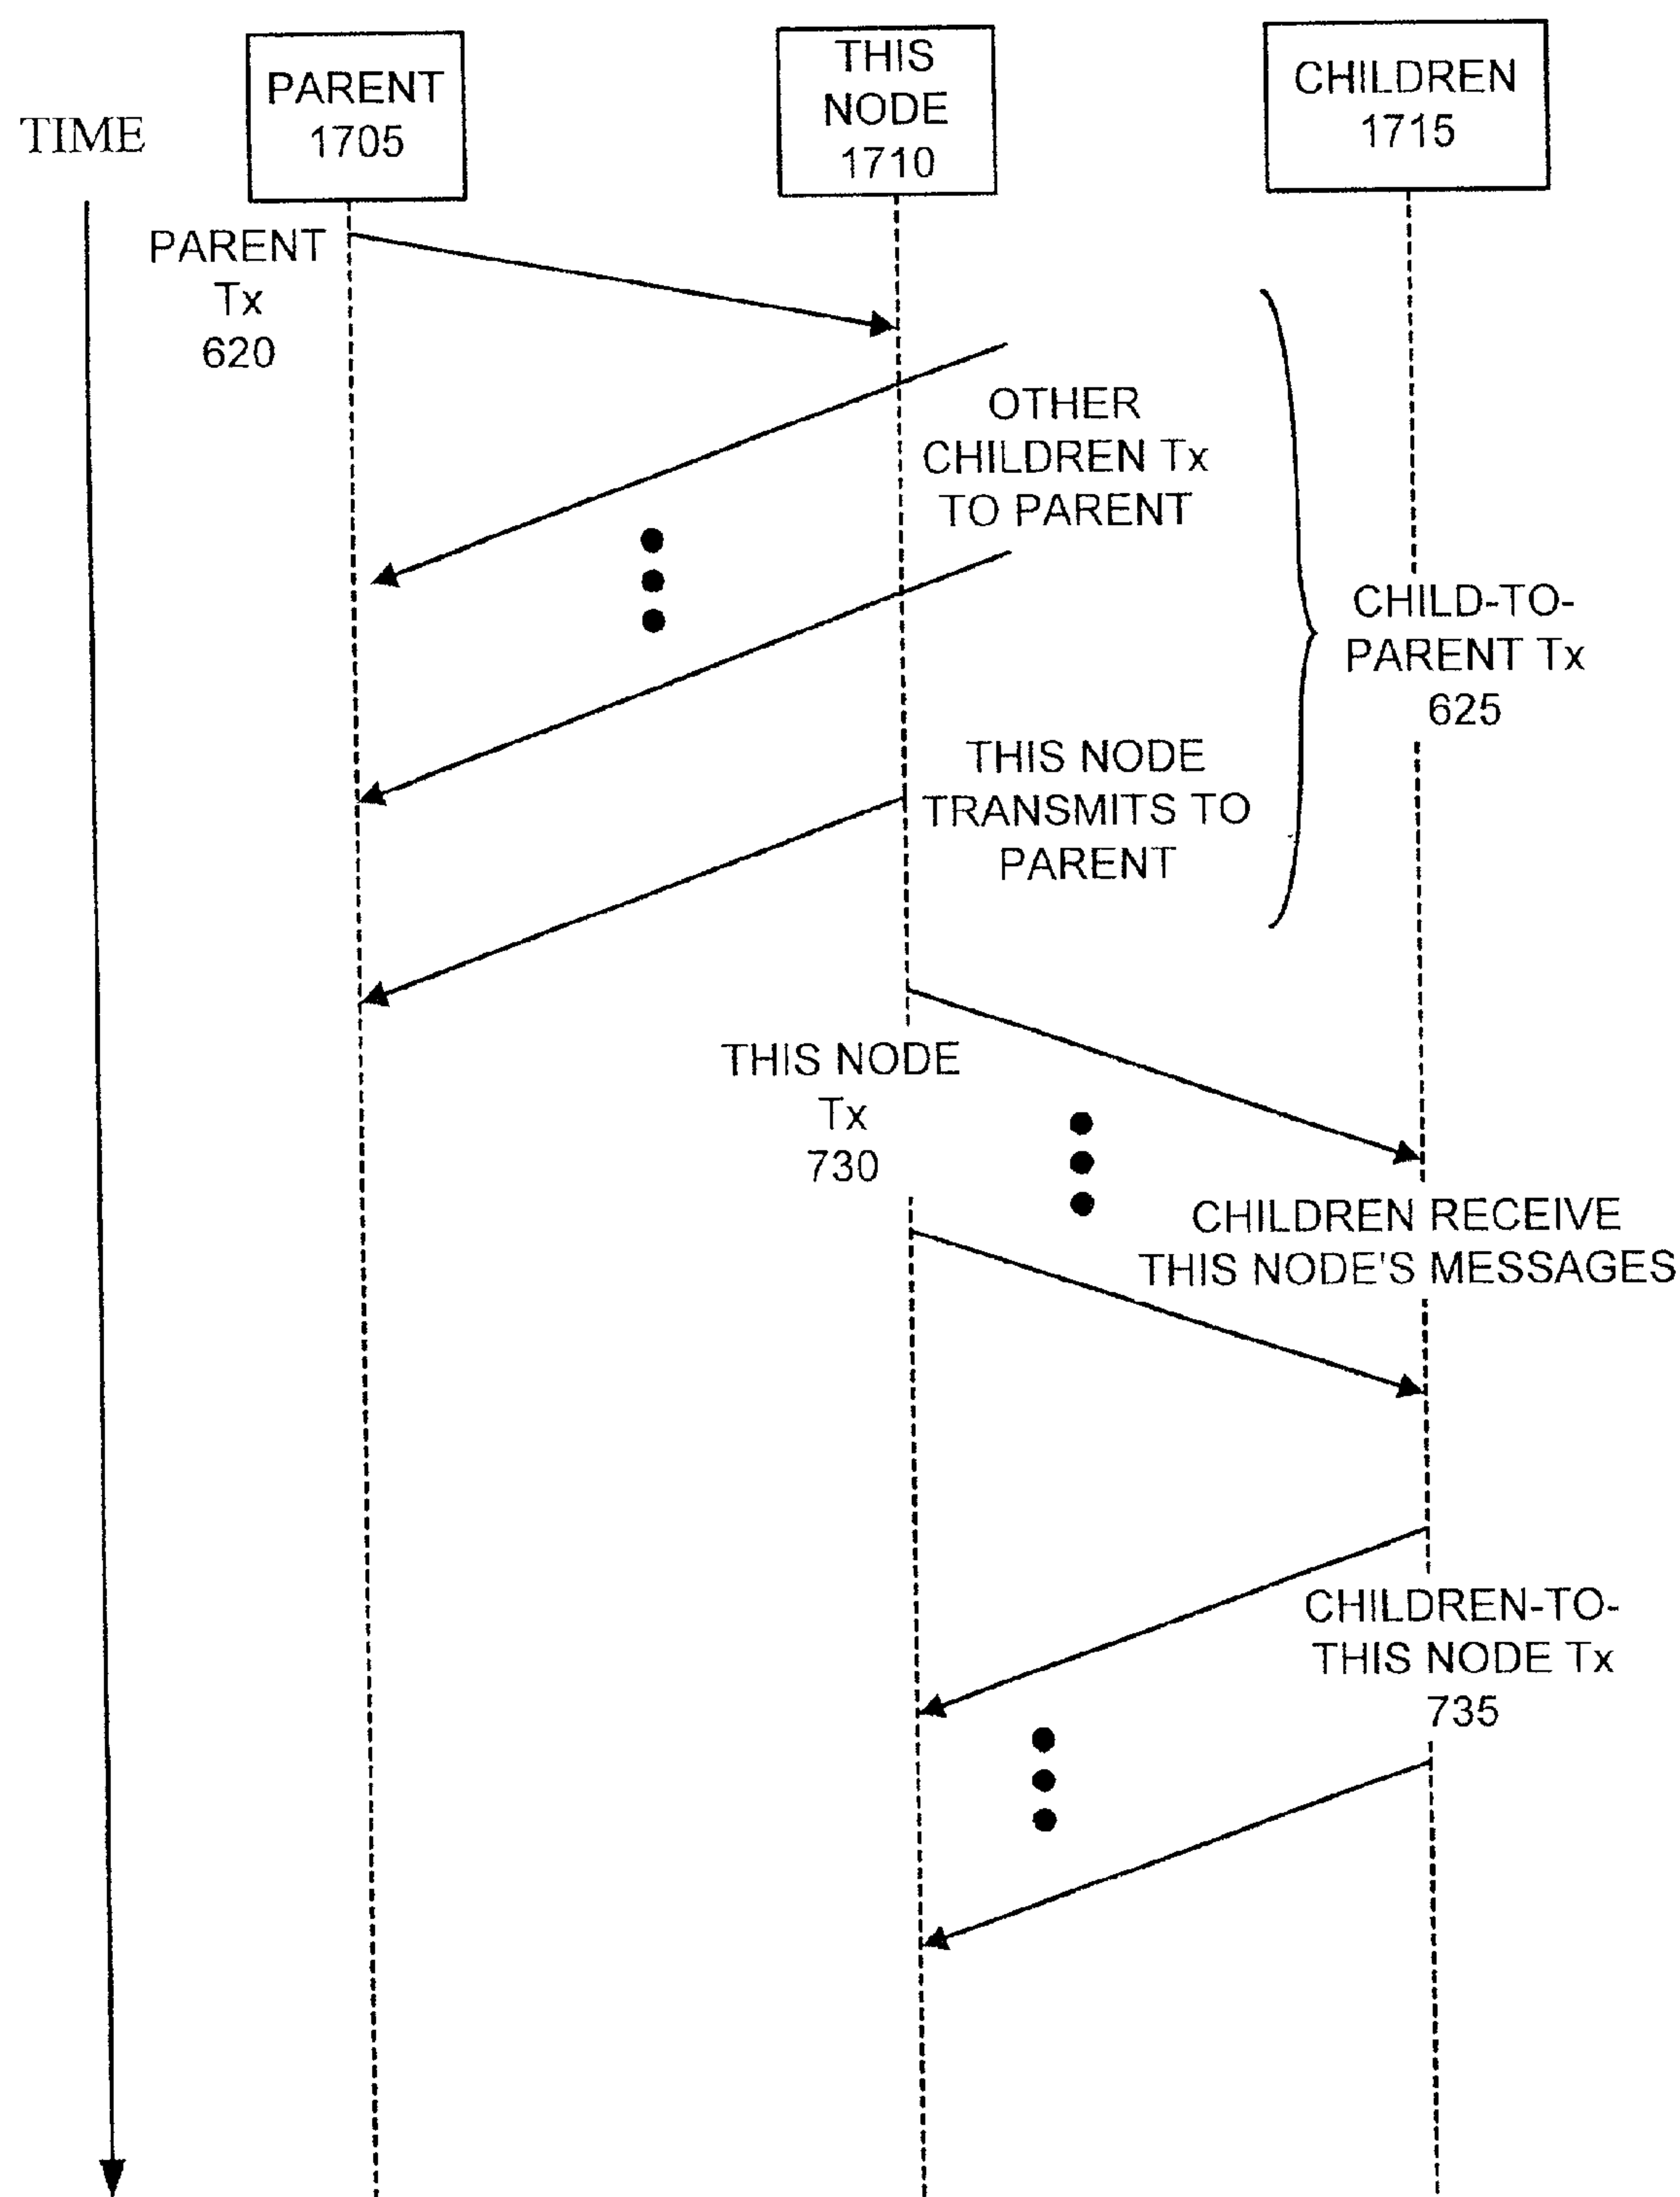 TIME
PARENT
1705
THIS
NODE
1710
CHILDREN
1715
PARENT
Tx
620
OTHER
CHILDREN Tx
TO PARENT
CHILD-TO-
PARENT Tx
625
THIS NODE
TRANSMITS TO
PARENT
THIS NODE
Tx
730
CHILDREN RECEIVE
THIS NODE'S MESSAGES
CHILDREN-TO-
THIS NODE Tx
735